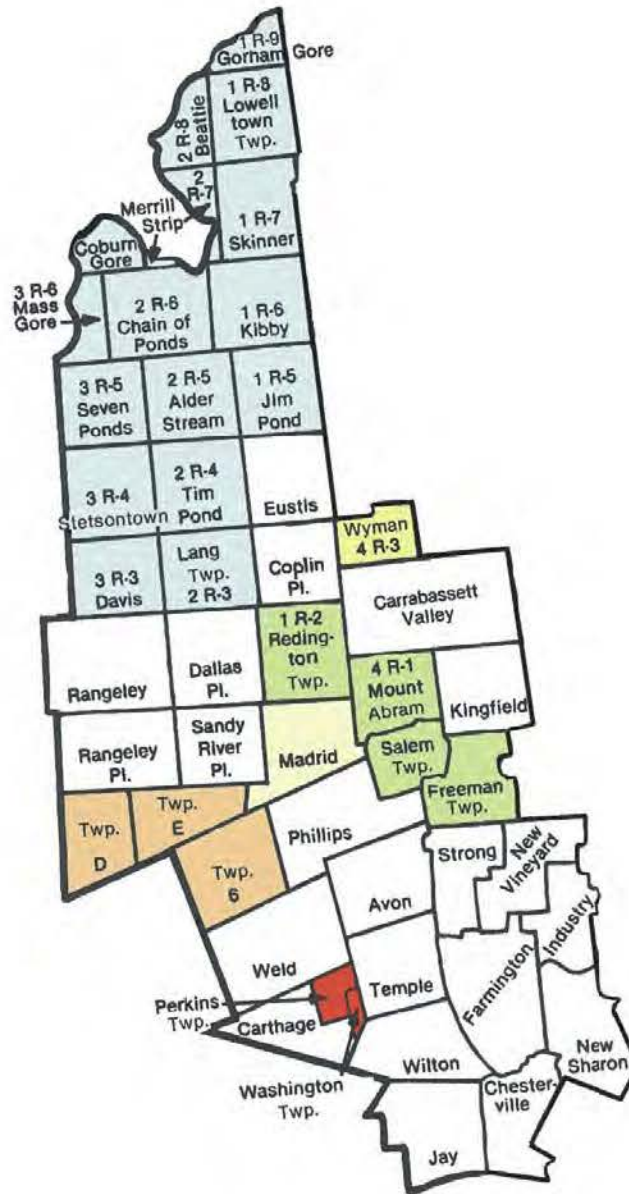 1 R-9
Gorham Gore
1 R-8
Lowell
town
Twp.
2 R-8
Beattie
2
R-7
Merrill
Strip
1 R-7
Skinner
Coburn
Gore
3 R-6
Mass
Gore
2 R-6
Chain of
Ponds
1 R-6
Kibby
3 R-5
Seven
Ponds
2 R-5
Alder
Stream
1 R-5
Jim
Pond
3 R-4
Stetsontown
2 R-4
Tim
Pond
Eustis
Wyman
4 R-3
3 R-3
Davis
Lang
Twp.
2 R-3
Coplin
Pl.
Carrabassett
Valley
Rangeley
Dallas
Pl.
1 R-2
Reding-
ton
Twp.
4 R-1
Mount
Abram
Kingfield
Rangeley
Pl.
Sandy
River
Pl.
Madrid
Salem
Twp.
Freeman
Twp.
Twp.
D
Twp.
E
Twp.
6
Phillips
Strong
New
Vineyard
Avon
Industry
Weld
Temple
Farmington
Perkins
Twp.
Carthage
Washington
Twp.
Wilton
New
Sharon
Chester-
ville
Jay